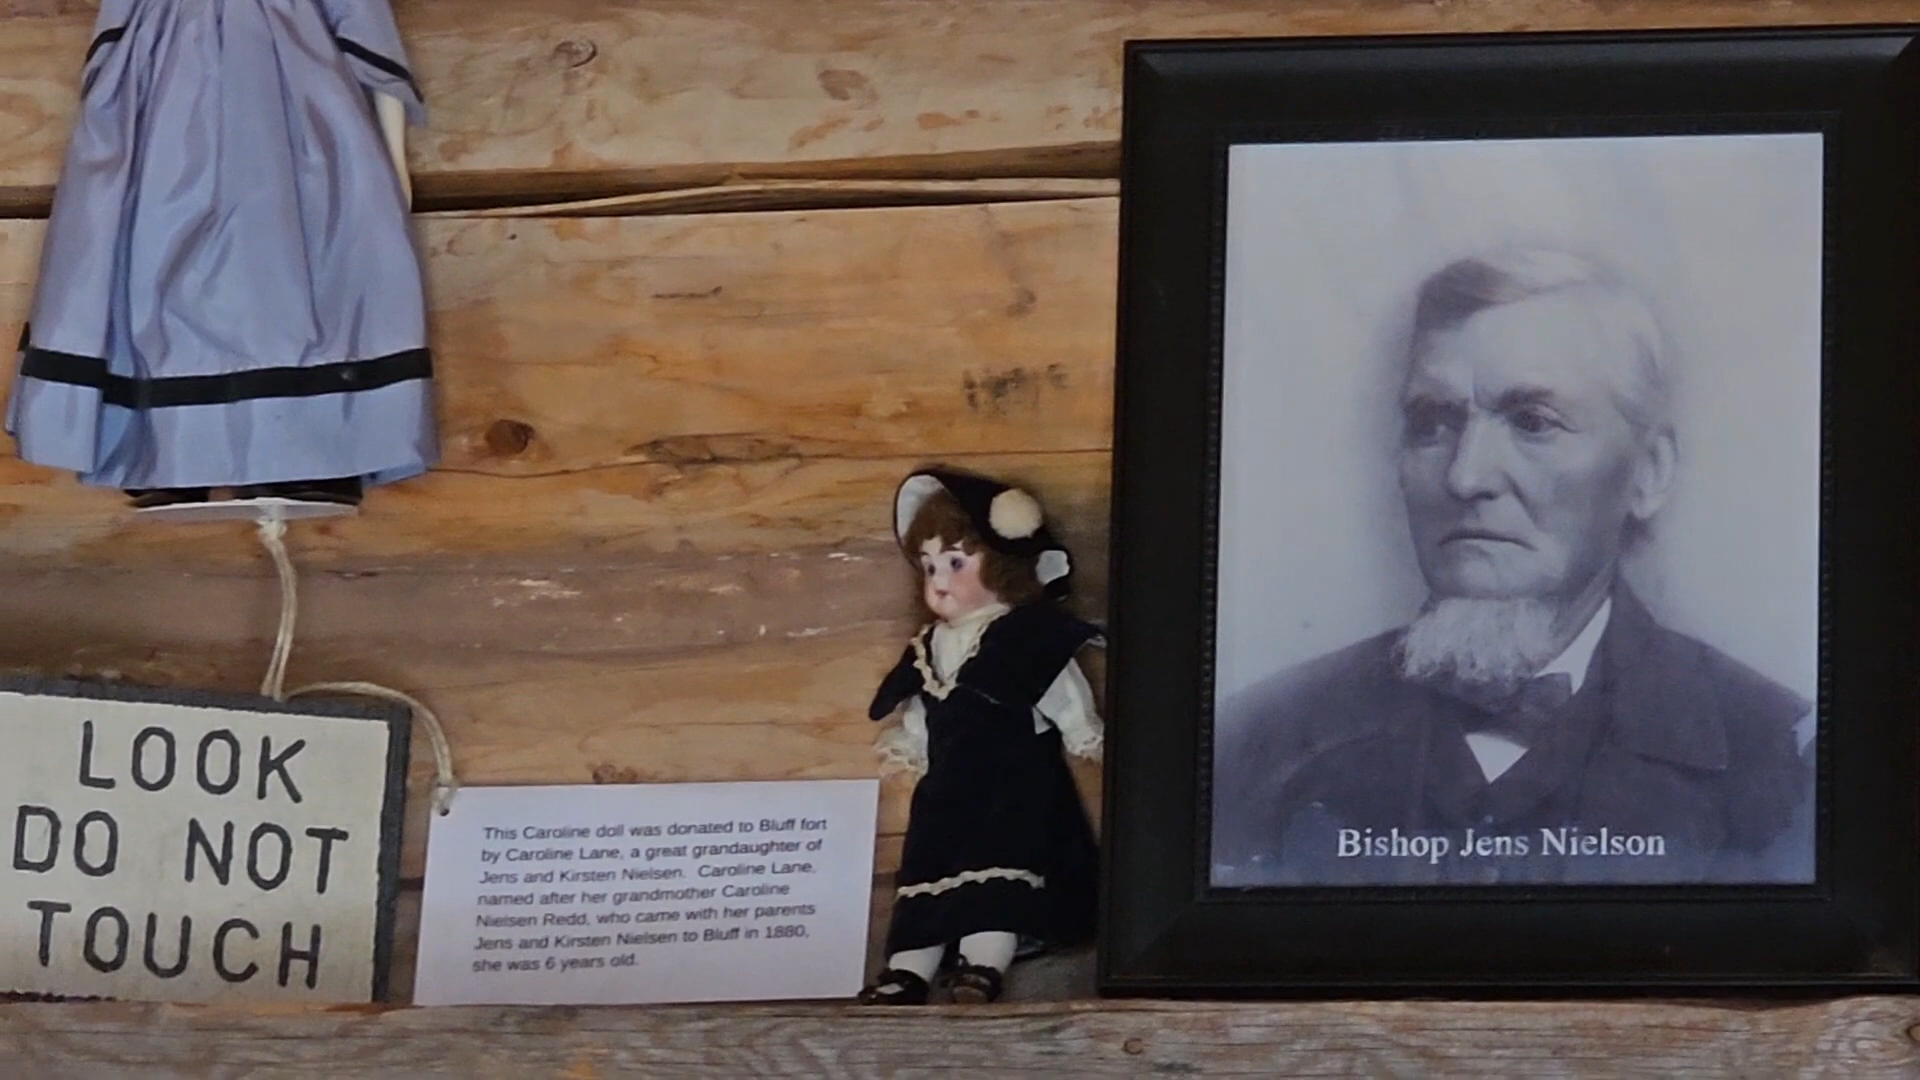 LOOK
DO NOT
TOUCH
This Caroline doll was donated to Bluff fort
by Caroline Lane, a great grandaughter of
Jens and Kirsten Nielsen. Caroline Lane,
named after her grandmother Caroline
Nielsen Redd, who came with her parents
Jens and Kirsten Nielsen to Bluff in 1880,
she was 6 years old.
Bishop Jens Nielson